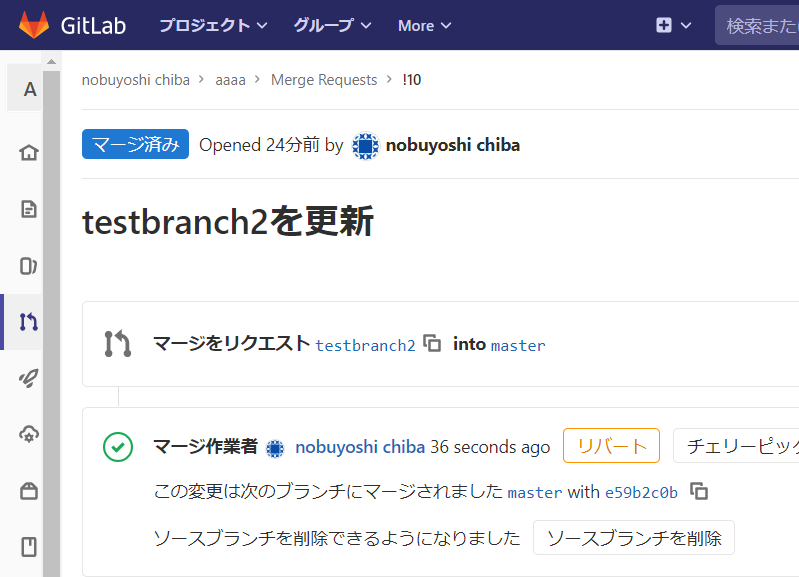 GitLab プロジェクト グループ More 検索また
A nobuyoshi chiba > aaaa > Merge Requests > !10
マージ済み Opened 24分前 by nobuyoshi chiba
testbranch2を更新
マージをリクエスト testbranch2 into master
マージ作業者 nobuyoshi chiba 36 seconds ago リバート チェリーピック
この変更は次のブランチにマージされました master with e59b2c0b
ソースブランチを削除できるようになりました ソースブランチを削除